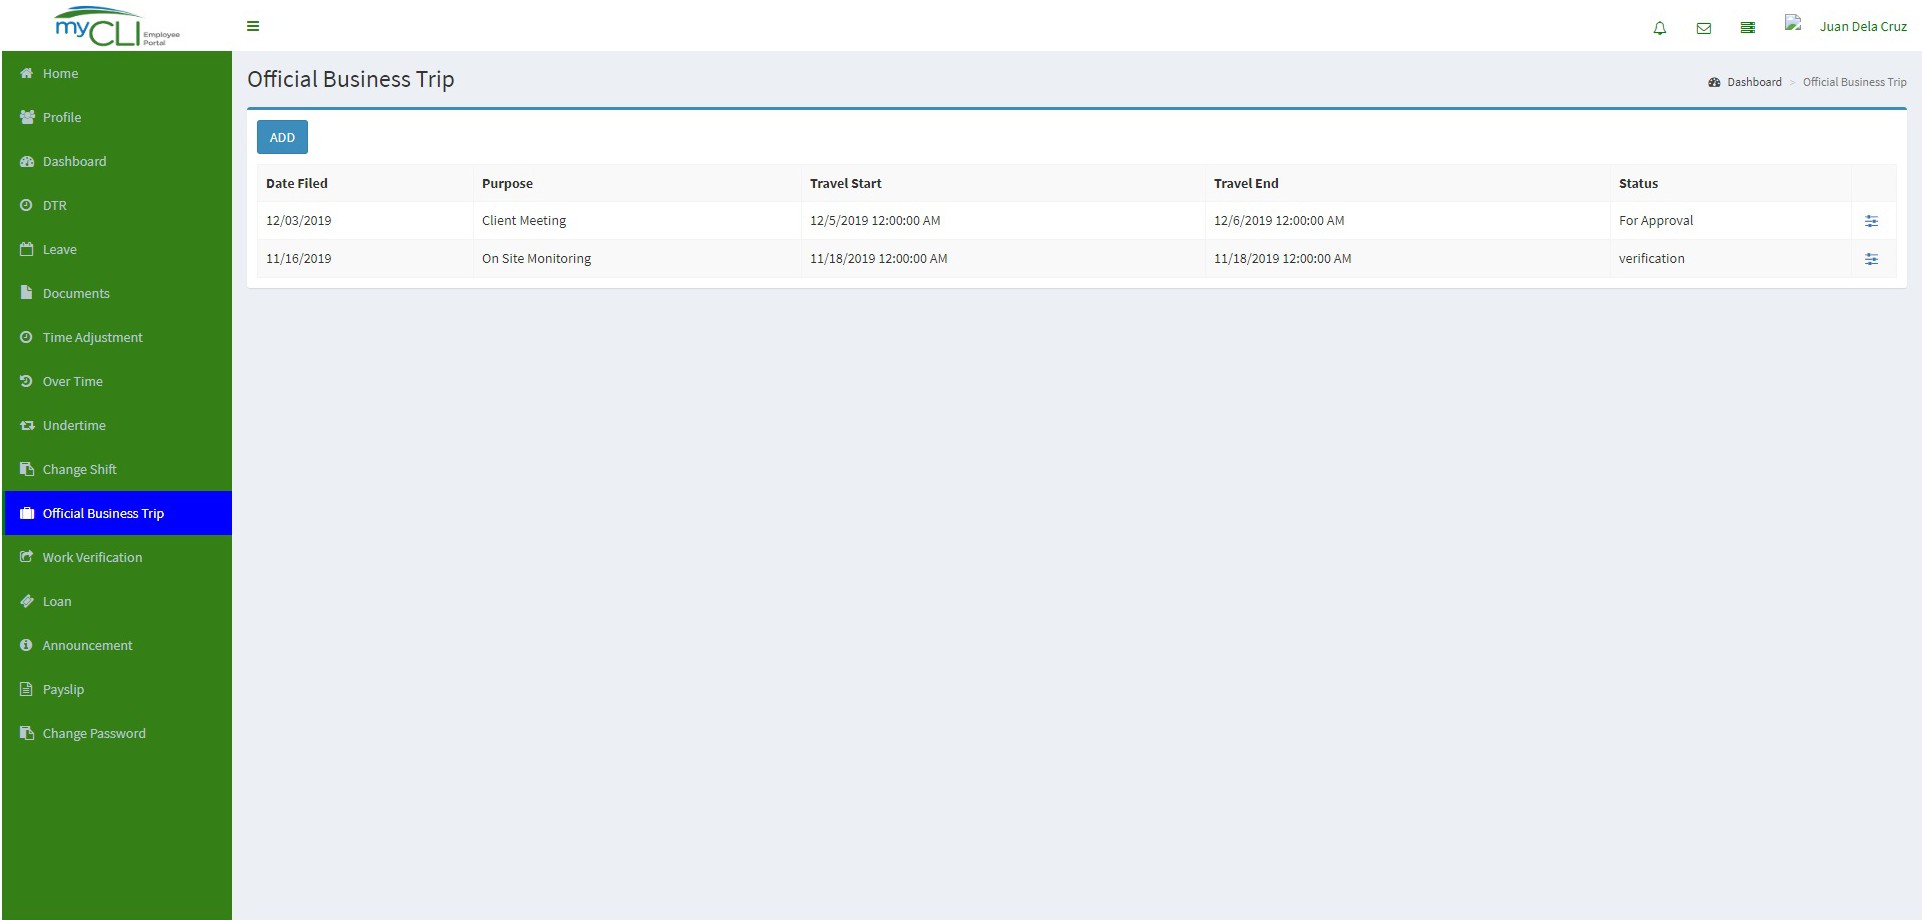 myCLI Employee Portal
Juan Dela Cruz
Home
Profile
Dashboard
DTR
Leave
Documents
Time Adjustment
Over Time
Undertime
Change Shift
Official Business Trip
Work Verification
Loan
Announcement
Payslip
Change Password
Official Business Trip
Dashboard > Official Business Trip
ADD
Date Filed Purpose Travel Start Travel End Status
12/03/2019 Client Meeting 12/5/2019 12:00:00 AM 12/6/2019 12:00:00 AM For Approval
11/16/2019 On Site Monitoring 11/18/2019 12:00:00 AM 11/18/2019 12:00:00 AM verification